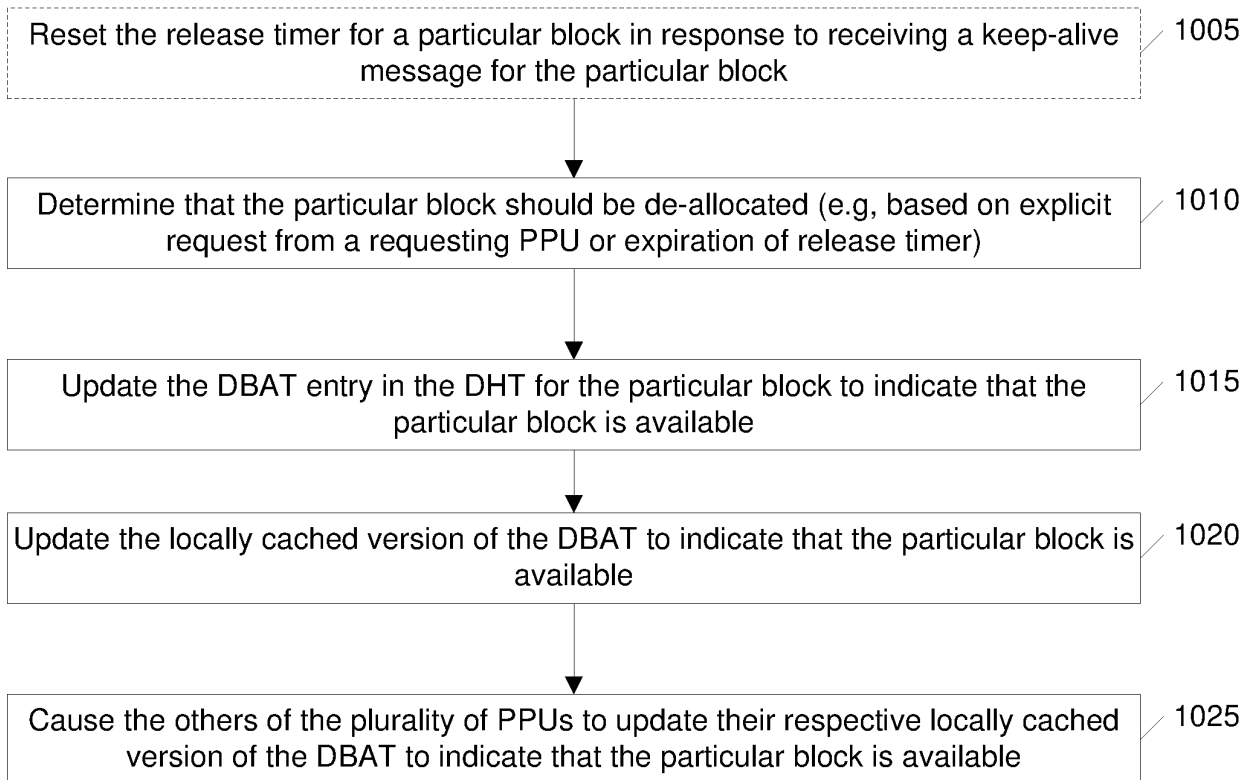 Reset the release timer for a particular block in response to receiving a keep-alive
message for the particular block
1005
Determine that the particular block should be de-allocated (e.g, based on explicit
request from a requesting PPU or expiration of release timer)
1010
Update the DBAT entry in the DHT for the particular block to indicate that the
particular block is available
1015
Update the locally cached version of the DBAT to indicate that the particular block is
available
1020
Cause the others of the plurality of PPUs to update their respective locally cached
version of the DBAT to indicate that the particular block is available
1025